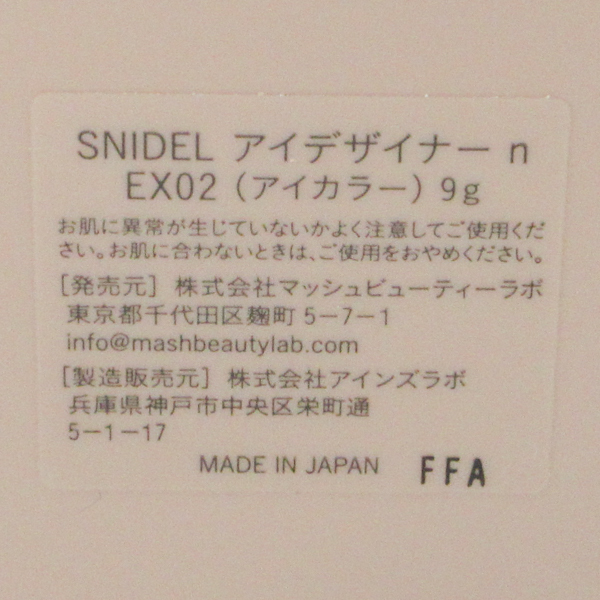 SNIDEL アイデザイナー n
EX02 (アイカラー) 9g
お肌に異常が生じていないかよく注意してご使用くだ
さい。お肌に合わないときは、ご使用をおやめください。
[発売元] 株式会社マッシュビューティーラボ
東京都千代田区麹町 5-7-1
info@mashbeautylab.com
[製造販売元] 株式会社アインズラボ
兵庫県神戸市中央区栄町通
5-1-17
MADE IN JAPAN FFA